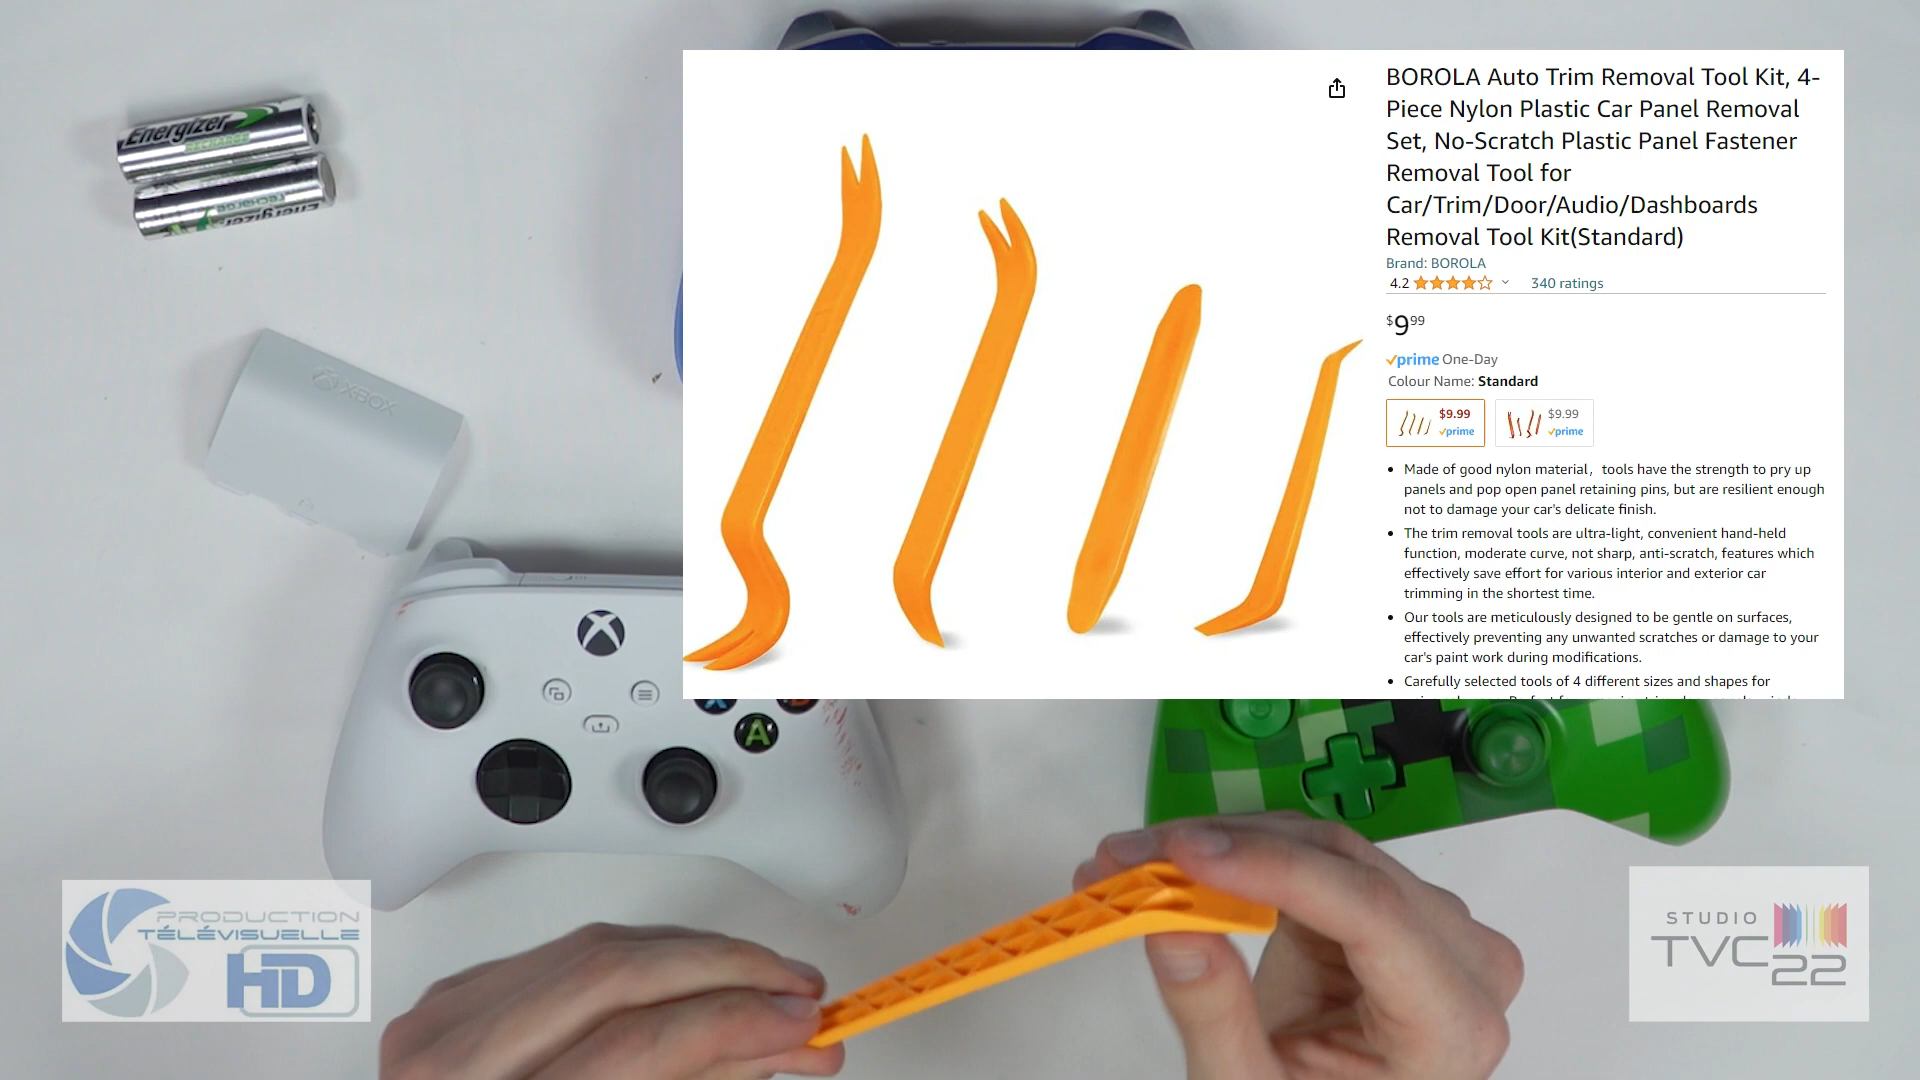 BOROLA Auto Trim Removal Tool Kit, 4-
Piece Nylon Plastic Car Panel Removal
Set, No-Scratch Plastic Panel Fastener
Removal Tool for
Car/Trim/Door/Audio/Dashboards
Removal Tool Kit(Standard)
Brand: BOROLA
4.2
340 ratings
$9.99
prime One-Day
Colour Name: Standard
$9.99
prime
$9.99
prime
• Made of good nylon material，tools have the strength to pry up
panels and pop open panel retaining pins, but are resilient enough
not to damage your car's delicate finish.
• The trim removal tools are ultra-light, convenient hand-held
function, moderate curve, not sharp, anti-scratch, features which
effectively save effort for various interior and exterior car
trimming in the shortest time.
• Our tools are meticulously designed to be gentle on surfaces,
effectively preventing any unwanted scratches or damage to your
car's paint work during modifications.
• Carefully selected tools of 4 different sizes and shapes for
Energizer
RECHARGE
RECHARGE
Energizer
XBOX
X
A
PRODUCTION
TÉLÉVISUELLE
HD
STUDIO
TVC
22